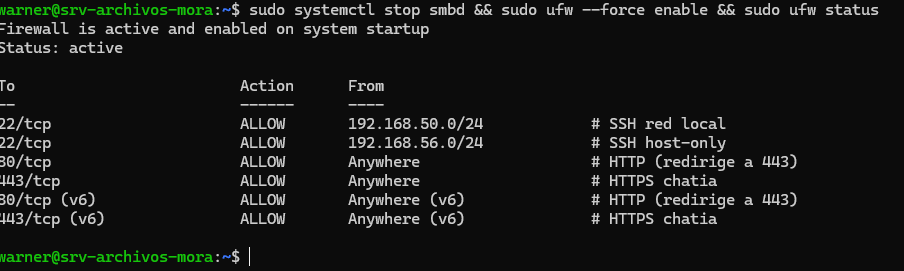 warner@srv-archivos-mora:~$ sudo systemctl stop smbd && sudo ufw --force enable && sudo ufw status
Firewall is active and enabled on system startup
Status: active
To Action From
-- ------ ----
22/tcp ALLOW 192.168.50.0/24 # SSH red local
22/tcp ALLOW 192.168.56.0/24 # SSH host-only
80/tcp ALLOW Anywhere # HTTP (redirige a 443)
443/tcp ALLOW Anywhere # HTTPS chatia
80/tcp (v6) ALLOW Anywhere (v6) # HTTP (redirige a 443)
443/tcp (v6) ALLOW Anywhere (v6) # HTTPS chatia
warner@srv-archivos-mora:~$